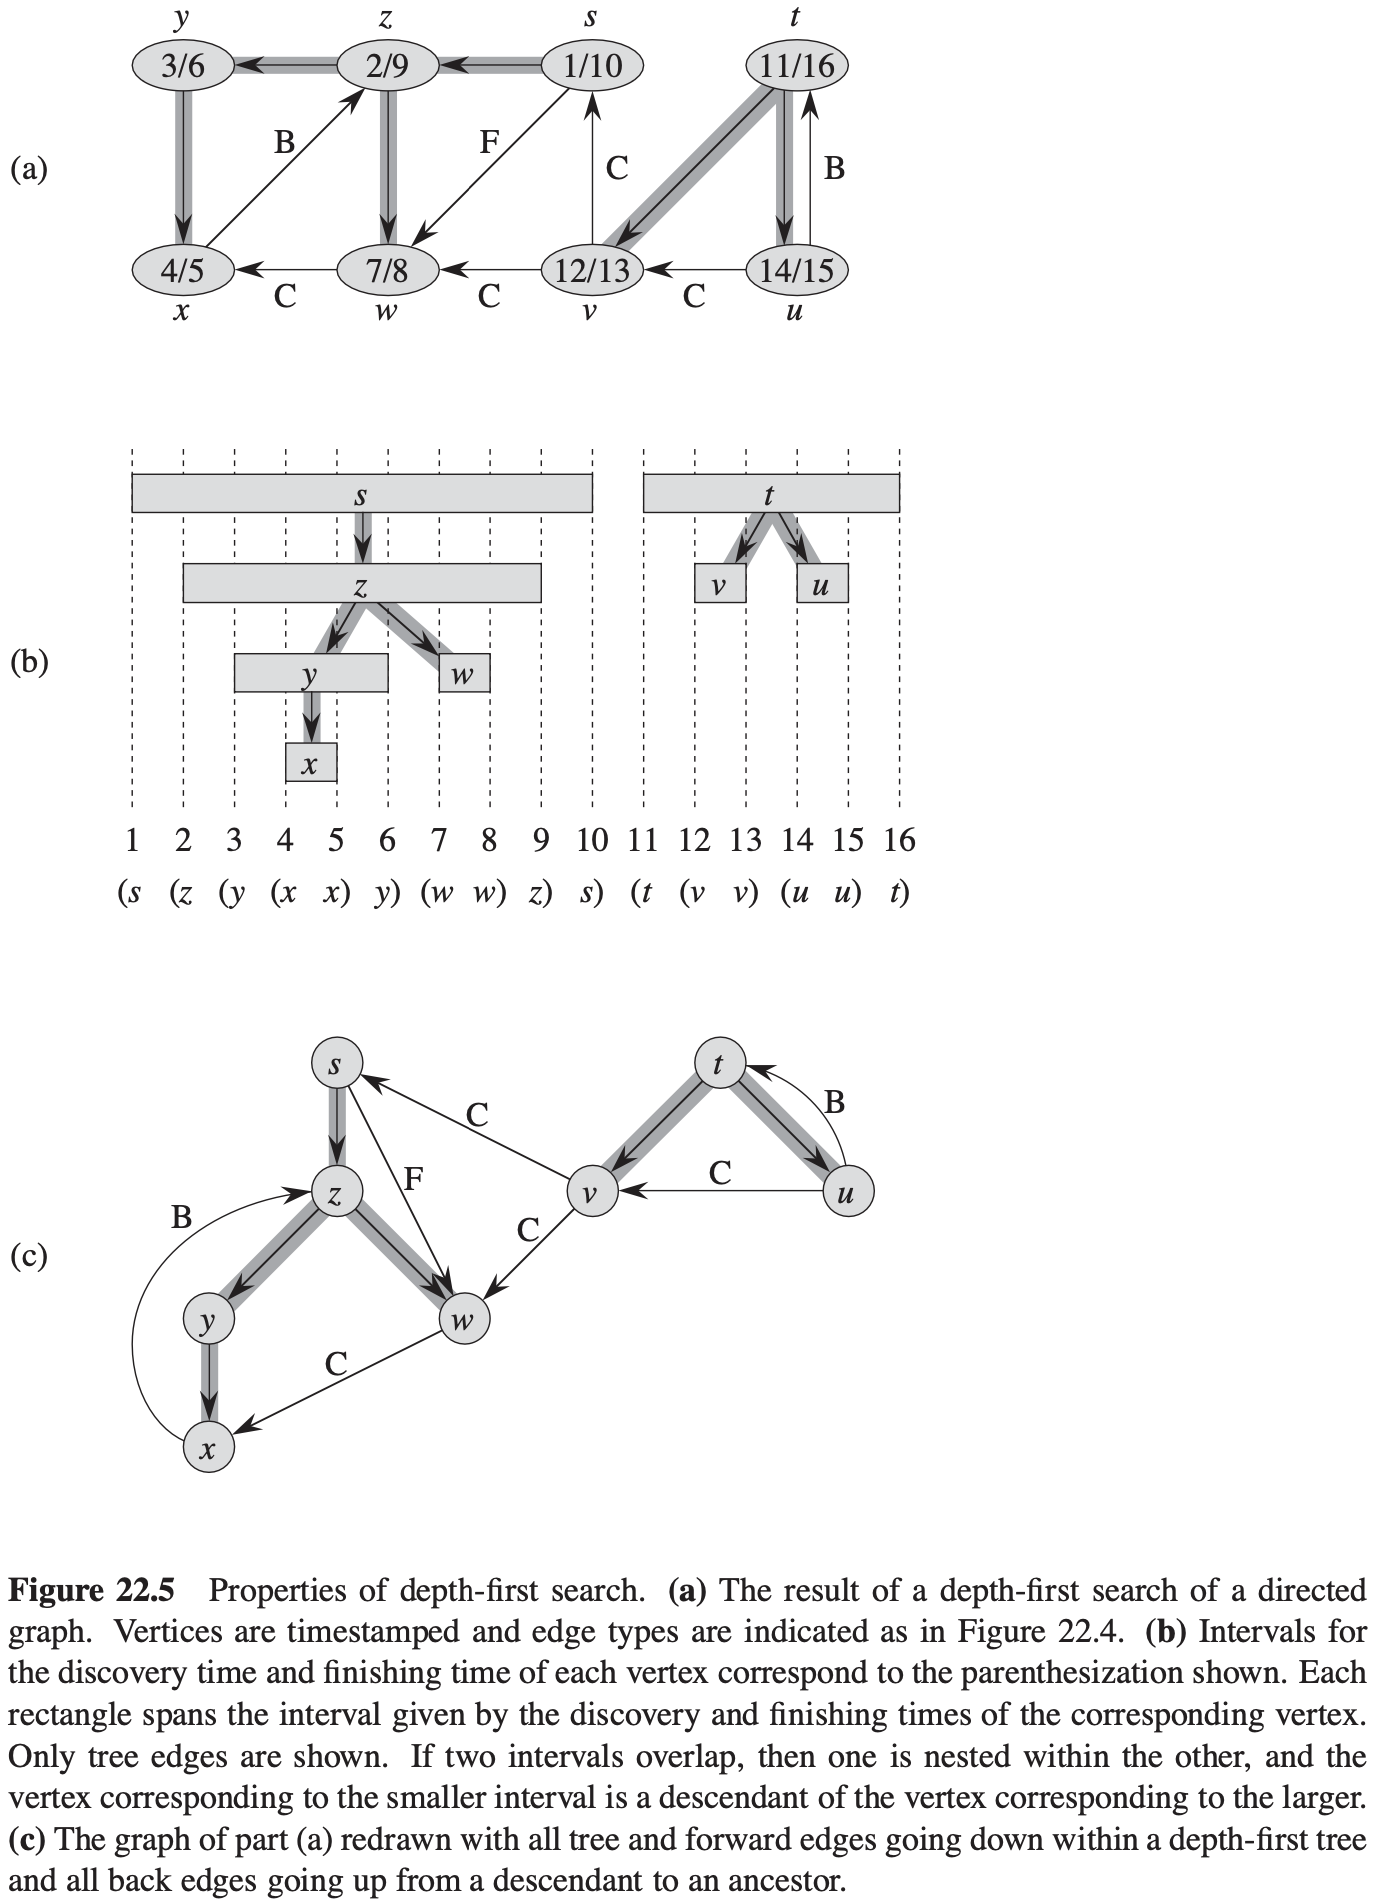 y z s t
3/6 2/9 1/10 11/16
B F C B
(a)
4/5 7/8 12/13 14/15
C C C
x w v u
s t
z v u
(b)
y w
x
1 2 3 4 5 6 7 8 9 10 11 12 13 14 15 16
(s (z (y (x x) y) (w w) z) s) (t (v v) (u u) t)
s t
C B
F C
z v u
B C
(c)
y w
C
x
Figure 22.5 Properties of depth-first search. (a) The result of a depth-first search of a directed
graph. Vertices are timestamped and edge types are indicated as in Figure 22.4. (b) Intervals for
the discovery time and finishing time of each vertex correspond to the parenthesization shown. Each
rectangle spans the interval given by the discovery and finishing times of the corresponding vertex.
Only tree edges are shown. If two intervals overlap, then one is nested within the other, and the
vertex corresponding to the smaller interval is a descendant of the vertex corresponding to the larger.
(c) The graph of part (a) redrawn with all tree and forward edges going down within a depth-first tree
and all back edges going up from a descendant to an ancestor.